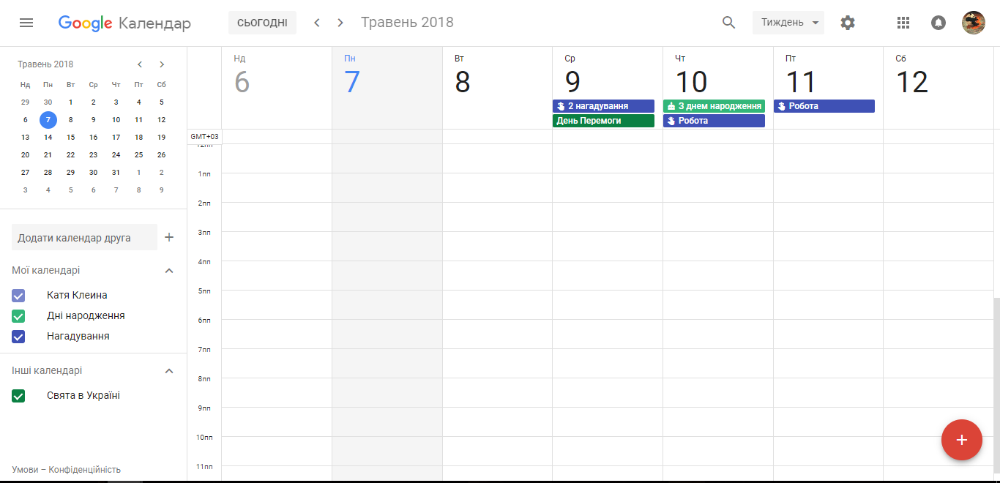 Google Календар
СЬОГОДНІ
Травень 2018
Тиждень
Травень 2018
Нд Пн Вт Ср Чт Пт Сб
29 30 1 2 3 4 5
6 7 8 9 10 11 12
13 14 15 16 17 18 19
20 21 22 23 24 25 26
27 28 29 30 31 1 2
3 4 5 6 7 8 9
Додати календар друга
Мої календарі
Катя Клеина
Дні народження
Нагадування
Інші календарі
Свята в Україні
Умови – Конфіденційність
Нд Пн Вт Ср Чт Пт Сб
6 7 8 9 10 11 12
2 нагадування
День Перемоги
З днем народження
Робота
Робота
GMT+03
12пп
1пп
2пп
3пп
4пп
5пп
6пп
7пп
8пп
9пп
10пп
11пп